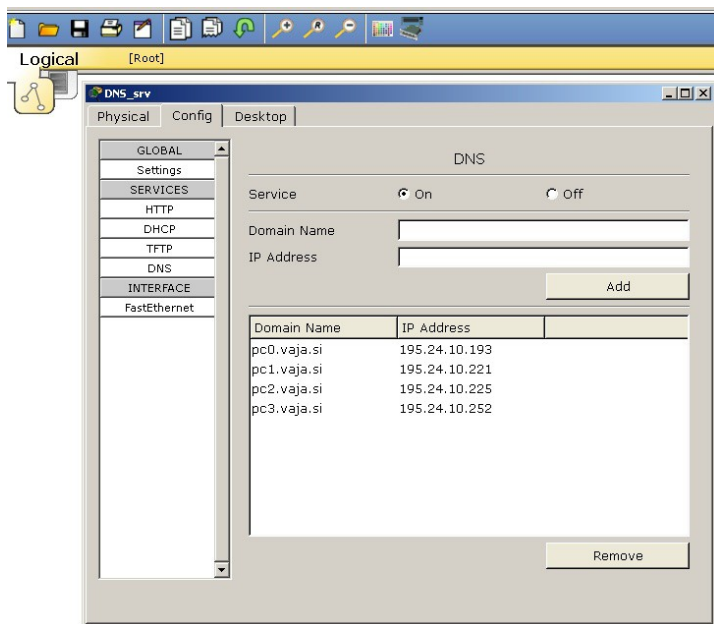 Logical [Root]
DNS_srv
Physical Config Desktop
GLOBAL
Settings
SERVICES
HTTP
DHCP
TFTP
DNS
INTERFACE
FastEthernet
DNS
Service On Off
Domain Name
IP Address
Add
Domain Name IP Address
pc0.vaja.si 195.24.10.193
pc1.vaja.si 195.24.10.221
pc2.vaja.si 195.24.10.225
pc3.vaja.si 195.24.10.252
Remove